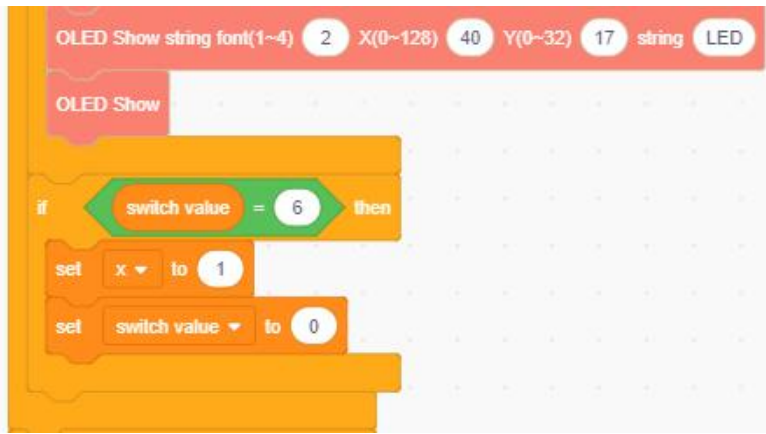 OLED Show string font(1~4) 2 X(0~128) 40 Y(0~32) 17 string LED
OLED Show
if switch value = 6 then
set x to 1
set switch value to 0